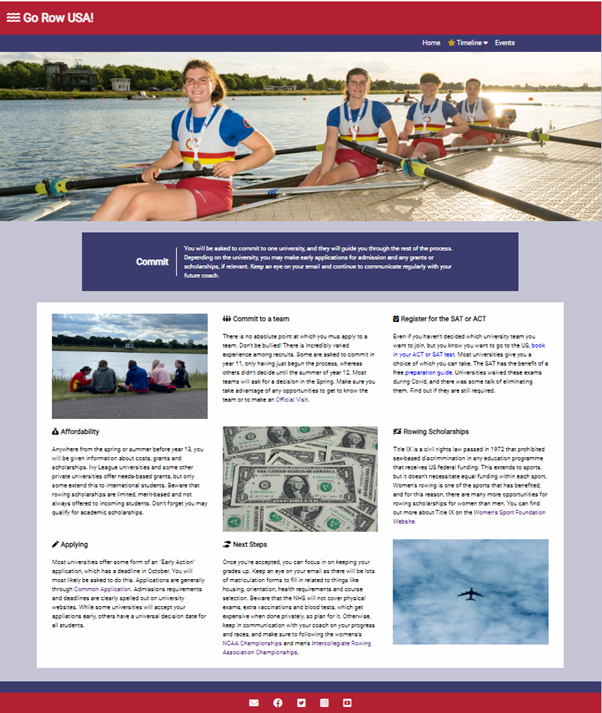 Go Row USA!
Home Timeline Events
Commit
You will be asked to commit to one university, and they will guide you through the rest of the process.
Depending on the university, you may make early applications for admission and any grants or
scholarships, if relevant. Keep an eye on your email and continue to communicate regularly with your
future coach.
Commit to a team
There is no absolute point at which you mus apply to a
team. Don't be bullied! There is incredibly varied
experience among recruits. Some are asked to commit in
year 11, only having just begun the process, whereas
others didn't decide until the summer of year 12. Most
teams will ask for a decision in the Spring. Make sure you
take advantage of any opportunities to get to know the
team or to make an Official Visit.
Register for the SAT or ACT
Even if you haven't decided which university team you
want to join, but you know you want to go to the US, book
in your ACT or SAT test. Most universities give you a
choice of which you can take. The SAT has the benefit of a
free preparation guide. Universities waived these exams
during Covid, and there was some talk of eliminating
them. Find out if they are still required.
Affordability
Anywhere from the spring or summer before year 13, you
will be given information about costs, grants and
scholarships. Ivy League universities and some other
private universities offer needs-based grants, but only
some extend this to international students. Beware that
rowing scholarships are limited, merit-based and not
always offered to incoming students. Don't forget you may
qualify for academic scholarships.
Rowing Scholarships
Title IX is a civil rights law passed in 1972 that prohibited
sex-based discrimination in any education programme
that receives US federal funding. This extends to sports,
but it doesn't necessitate equal funding within each sport.
Women's rowing is one of the sports that has benefited,
and for this reason, there are many more opportunities for
rowing scholarships for women than men. You can find
out more about Title IX on the Women's Sport Foundation
Website.
Applying
Most universities offer some form of an "Early Action"
application, which has a deadline in October. You will
most likely be asked to do this. Applications are generally
through Common Application. Admissions requirements
and deadlines are clearly spelled out on university
websites. While some universities will accept your
appliations early, others have a universal decision date for
all students.
Next Steps
Once you're accepted, you can focus in on keeping your
grades up. Keep an eye on your email as there will be lots
of matriculation forms to fill in related to things like
housing, orientation, health requirements and course
selection. Beware that the NHS will not cover physical
exams, extra vaccinations and blood tests, which get
expensive when done privately, so plan for that. Otherwise,
keep in communication with your coach on your progress
and races, and make sure to following the womens's
NCAA Championships and men's Intercollegiate Rowing
Association Championships.